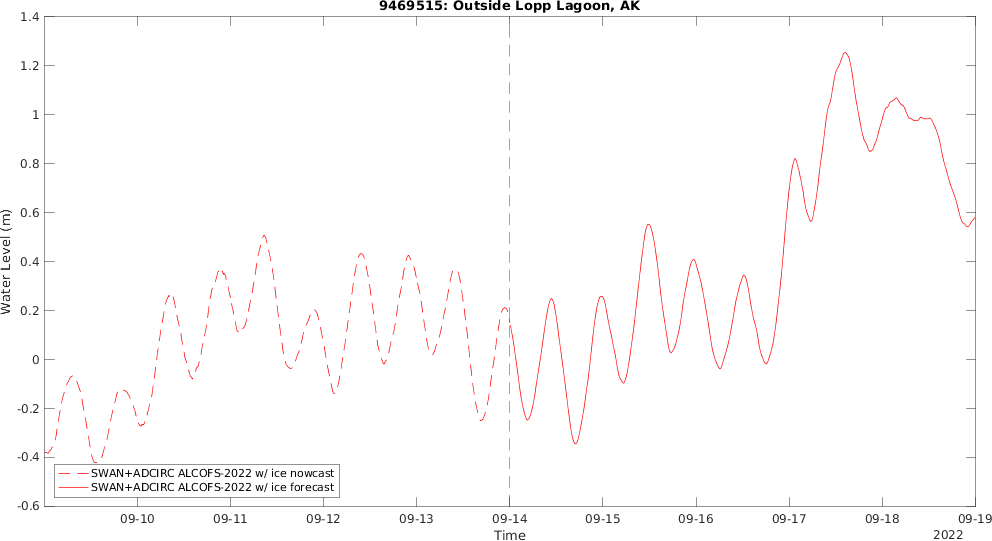 9469515: Outside Lopp Lagoon, AK
1.4
1.2
1
0.8
0.6
0.4
0.2
0
-0.2
-0.4
-0.6
Water Level (m)
SWAN+ADCIRC ALCOFS-2022 w/ ice nowcast
SWAN+ADCIRC ALCOFS-2022 w/ ice forecast
09-10 09-11 09-12 09-13 09-14 09-15 09-16 09-17 09-18 09-19
Time
2022